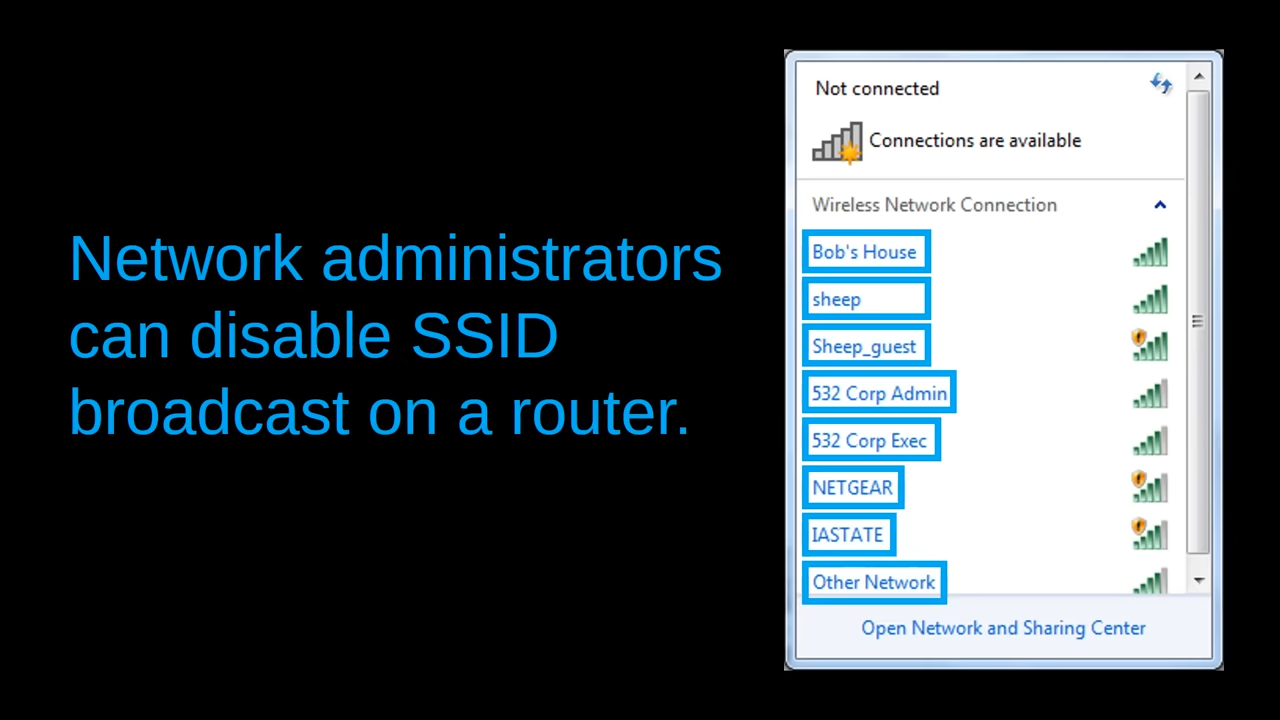 Network administrators
can disable SSID
broadcast on a router.
Not connected
Connections are available
Wireless Network Connection
Bob's House
sheep
Sheep_guest
532 Corp Admin
532 Corp Exec
NETGEAR
IASTATE
Other Network
Open Network and Sharing Center